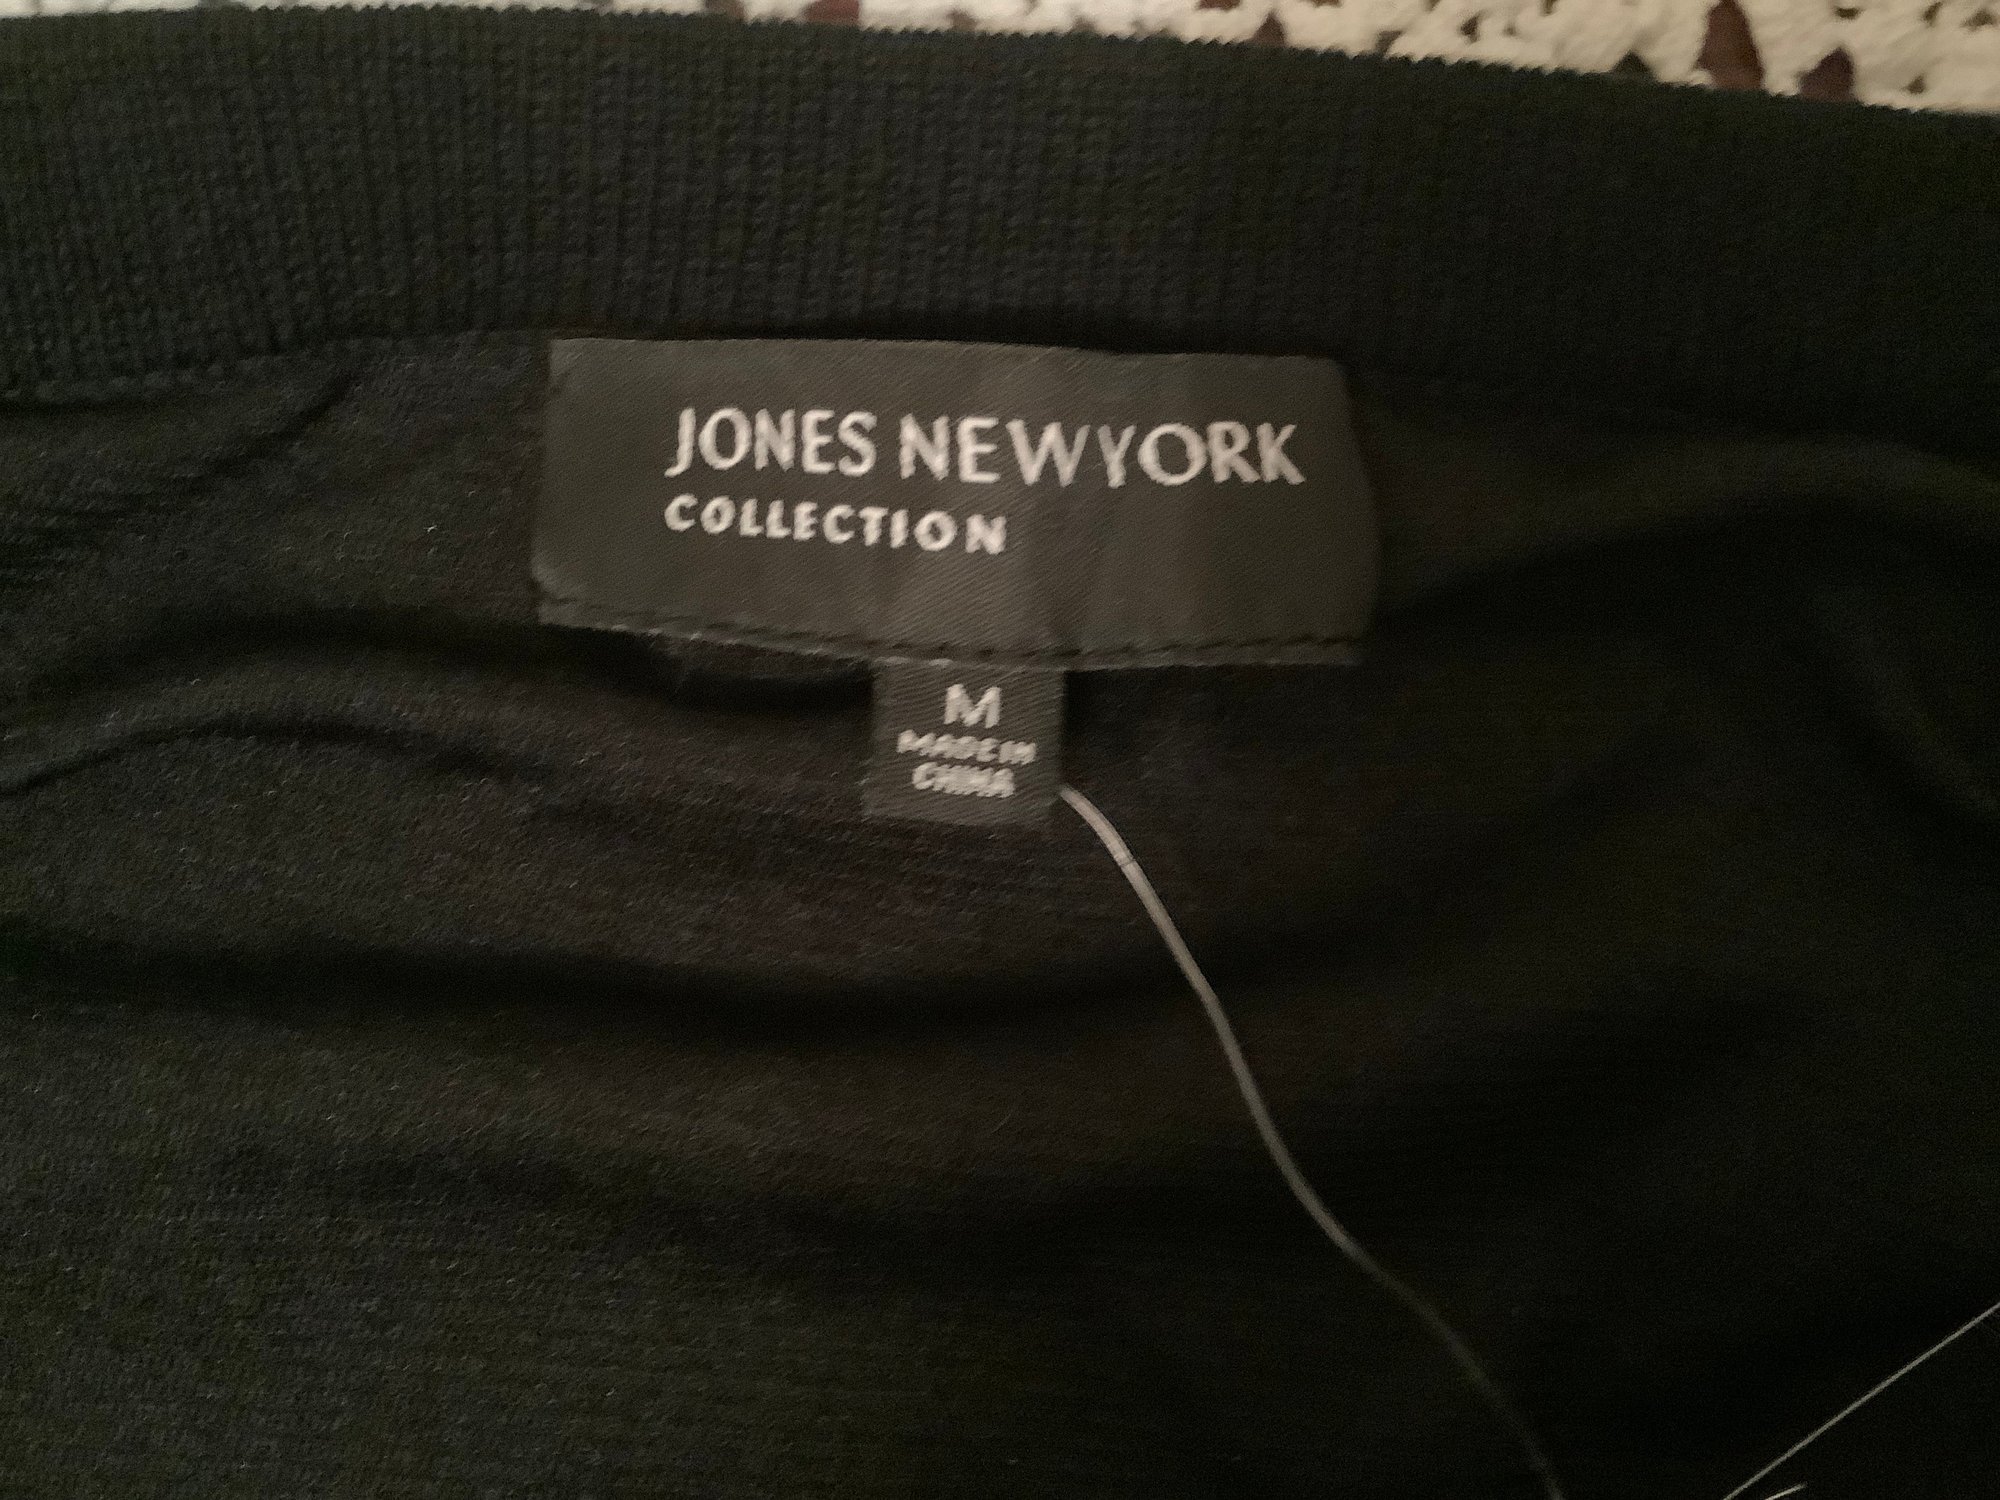 JONES NEWYORK
COLLECTION
M
MADE IN
CHINA